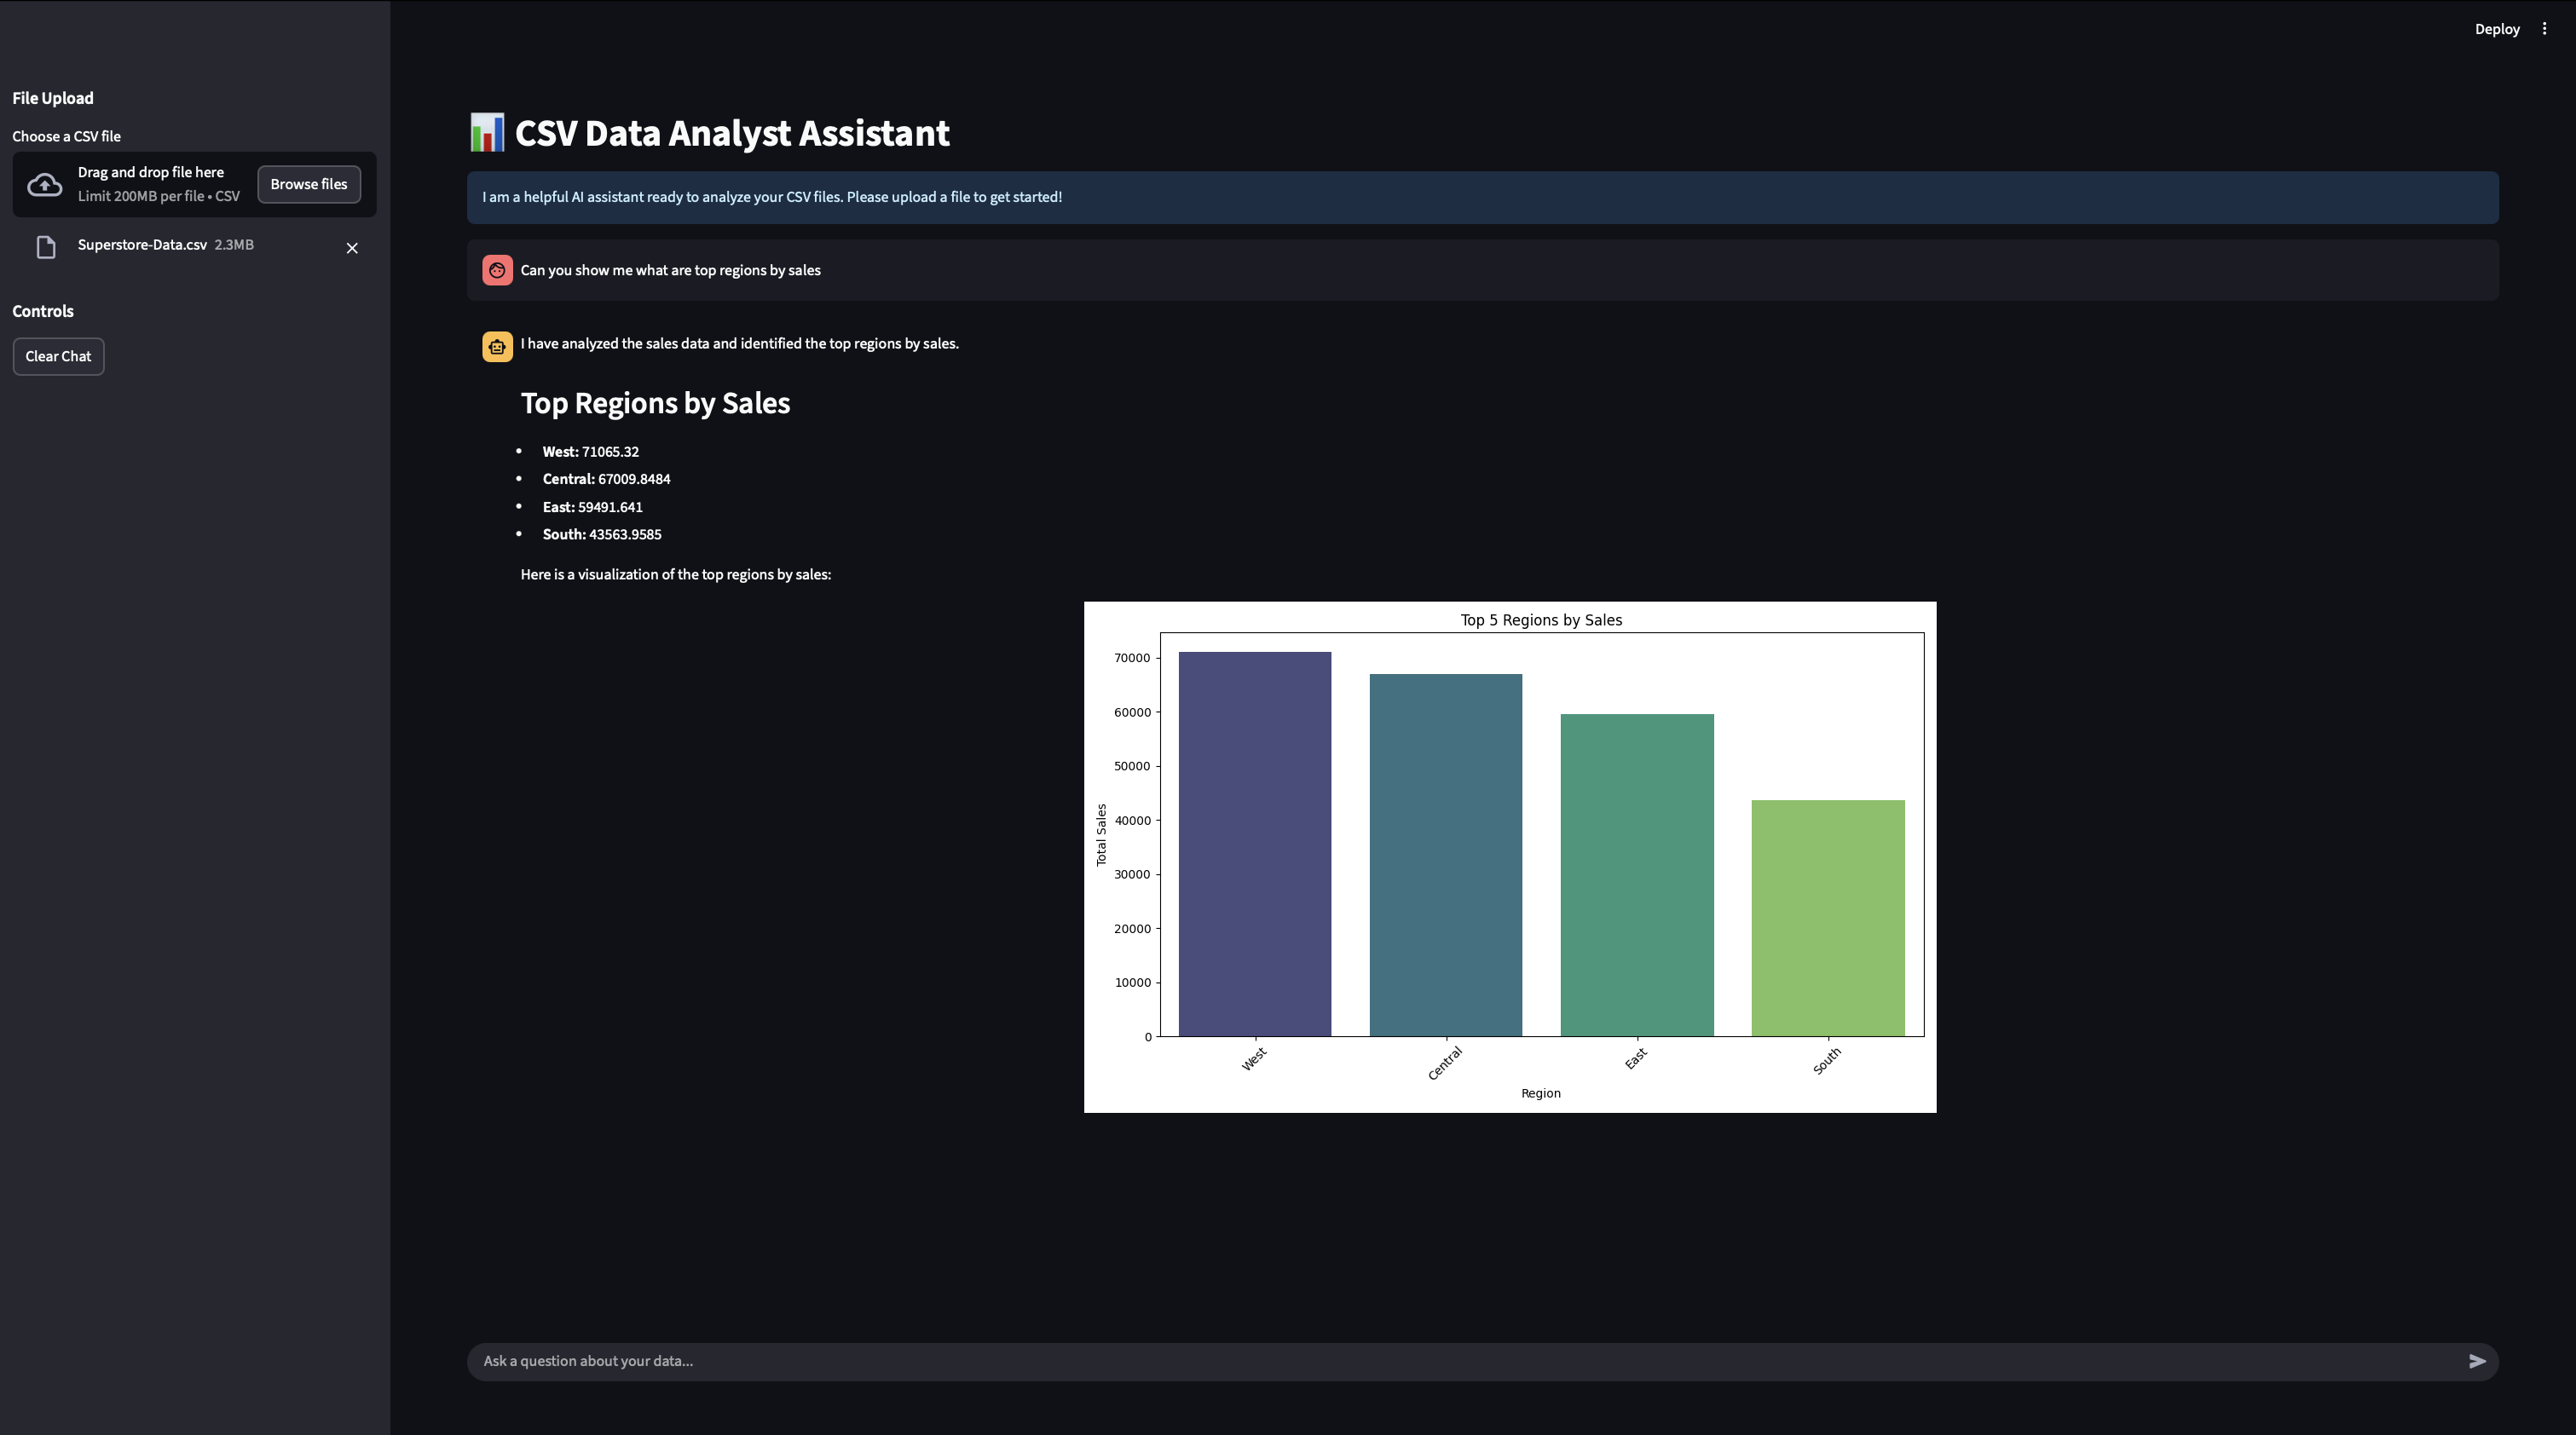 Deploy
File Upload
Choose a CSV file
Drag and drop file here
Limit 200MB per file • CSV
Browse files
Superstore-Data.csv 2.3MB
Controls
Clear Chat
CSV Data Analyst Assistant
I am a helpful AI assistant ready to analyze your CSV files. Please upload a file to get started!
Can you show me what are top regions by sales
I have analyzed the sales data and identified the top regions by sales.
Top Regions by Sales
• West: 71065.32
• Central: 67009.8484
• East: 59491.641
• South: 43563.9585
Here is a visualization of the top regions by sales:
Top 5 Regions by Sales
Total Sales
70000
60000
50000
40000
30000
20000
10000
0
West
Central
East
South
Region
Ask a question about your data...